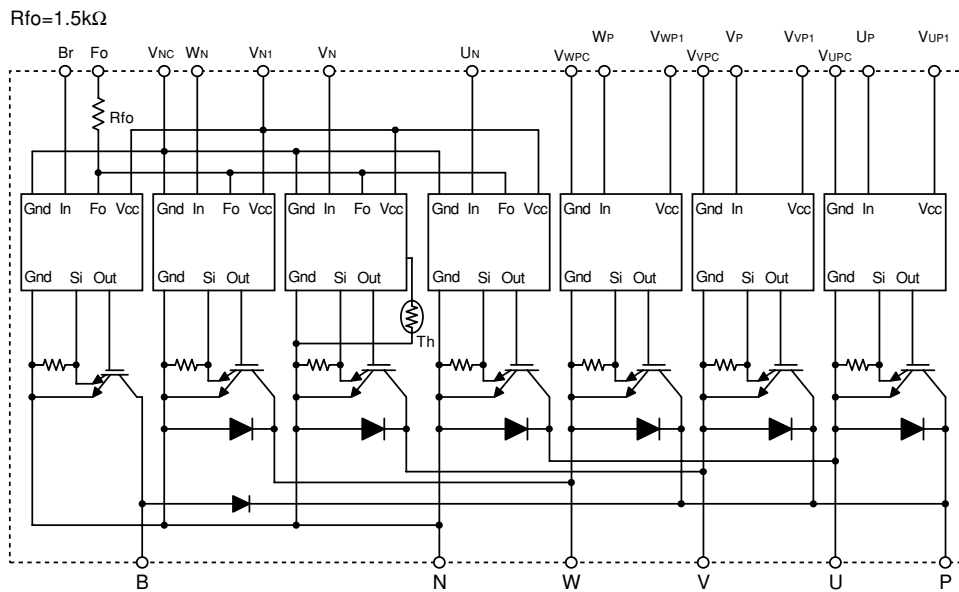 Rfo=1.5kΩ
Br Fo VNC WN VN1 VN UN VWPC WP VWP1 VVPC VP VVP1 VUPC UP VUP1
Rfo
Gnd In Fo Vcc Gnd In Fo Vcc Gnd In Fo Vcc Gnd In Fo Vcc Gnd In Vcc Gnd In Vcc Gnd In Vcc
Gnd Si Out Gnd Si Out Gnd Si Out Gnd Si Out Gnd Si Out Gnd Si Out Gnd Si Out
Th
B N W V U P